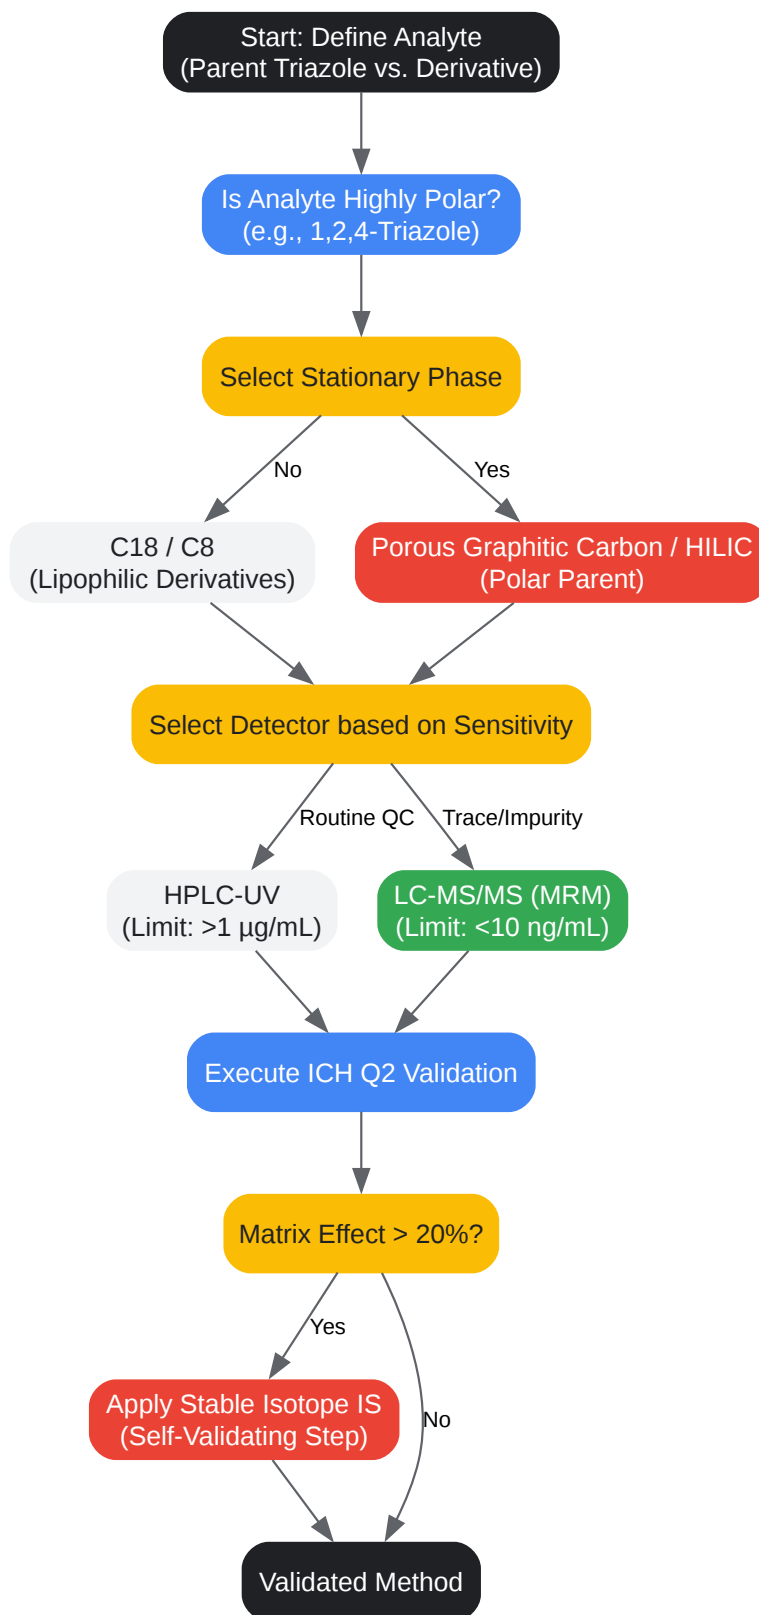 Start: Define Analyte
(Parent Triazole vs. Derivative)
Is Analyte Highly Polar?
(e.g., 1,2,4-Triazole)
Select Stationary Phase
No
Yes
C18 / C8
(Lipophilic Derivatives)
Porous Graphitic Carbon / HILIC
(Polar Parent)
Select Detector based on Sensitivity
Routine QC
Trace/Impurity
HPLC-UV
(Limit: >1 µg/mL)
LC-MS/MS (MRM)
(Limit: <10 ng/mL)
Execute ICH Q2 Validation
Matrix Effect > 20%?
Yes
Apply Stable Isotope IS
(Self-Validating Step)
No
Validated Method